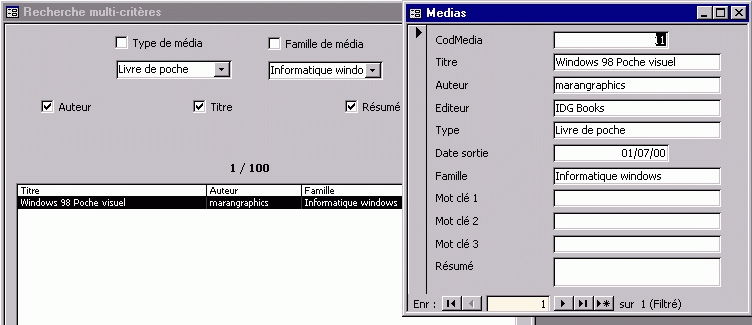 Recherche multi-critères
Type de média
Famille de média
Livre de poche
Informatique windo
Auteur
Titre
Résumé
1 / 100
Titre Auteur Famille
Windows 98 Poche visuel marangraphics Informatique windows
Medias
CodMedia 11
Titre Windows 98 Poche visuel
Auteur marangraphics
Editeur IDG Books
Type Livre de poche
Date sortie 01/07/00
Famille Informatique windows
Mot clé 1
Mot clé 2
Mot clé 3
Résumé
Enr : 1 sur 1 (Filtré)